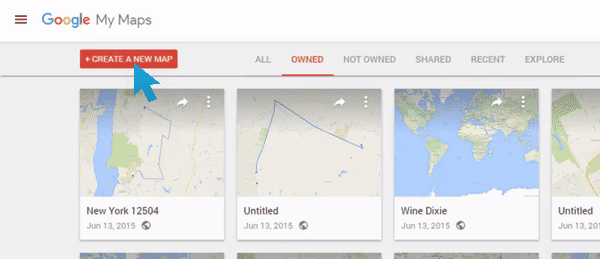 Google My Maps
+ CREATE A NEW MAP
ALL OWNED NOT OWNED SHARED RECENT EXPLORE
New York 12504 Untitled Wine Dixie Untitled
Jun 13, 2015 Jun 13, 2015 Jun 13, 2015 Jun 13, 2015